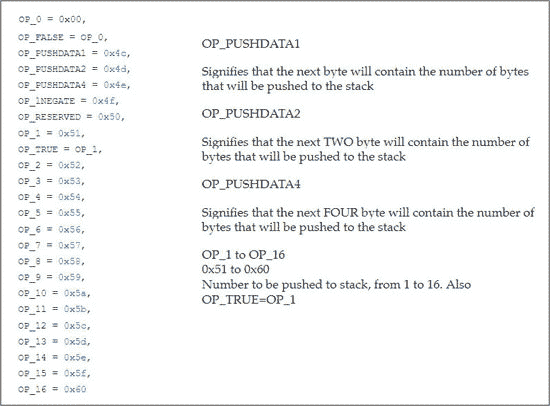 OP_0 = 0x00,
OP_FALSE = OP_0,
OP_PUSHDATA1 = 0x4c,
OP_PUSHDATA2 = 0x4d,
OP_PUSHDATA4 = 0x4e,
OP_1NEGATE = 0x4f,
OP_RESERVED = 0x50,
OP_1 = 0x51,
OP_TRUE = OP_1,
OP_2 = 0x52,
OP_3 = 0x53,
OP_4 = 0x54,
OP_5 = 0x55,
OP_6 = 0x56,
OP_7 = 0x57,
OP_8 = 0x58,
OP_9 = 0x59,
OP_10 = 0x5a,
OP_11 = 0x5b,
OP_12 = 0x5c,
OP_13 = 0x5d,
OP_14 = 0x5e,
OP_15 = 0x5f,
OP_16 = 0x60
OP_PUSHDATA1
Signifies that the next byte will contain the number of bytes
that will be pushed to the stack
OP_PUSHDATA2
Signifies that the next TWO byte will contain the number of
bytes that will be pushed to the stack
OP_PUSHDATA4
Signifies that the next FOUR byte will contain the number of
bytes that will be pushed to the stack
OP_1 to OP_16
0x51 to 0x60
Number to be pushed to stack, from 1 to 16. Also
OP_TRUE=OP_1